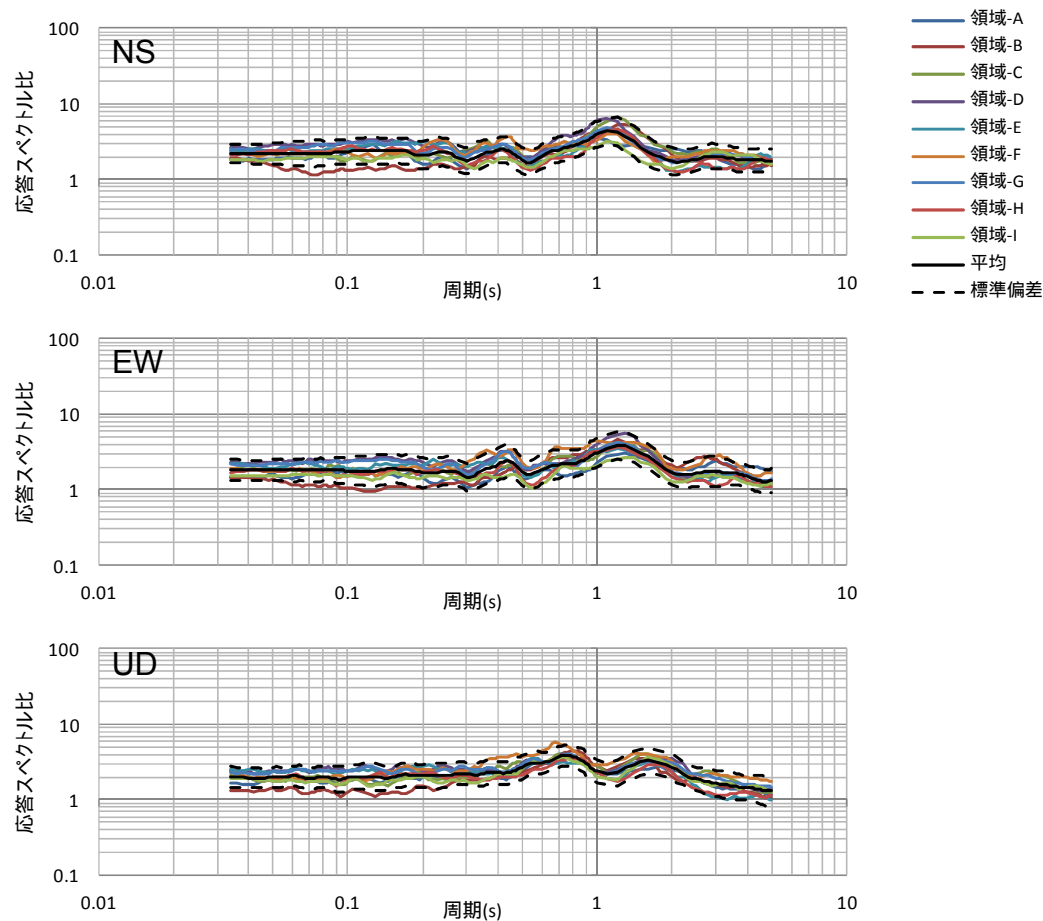 100
10
1
0.1
0.01
0.1
1
10
NS
応答スペクトル比
周期(s)
100
10
1
0.1
0.01
0.1
1
10
EW
応答スペクトル比
周期(s)
100
10
1
0.1
0.01
0.1
1
10
UD
応答スペクトル比
周期(s)
領域-A
領域-B
領域-C
領域-D
領域-E
領域-F
領域-G
領域-H
領域-I
平均
標準偏差